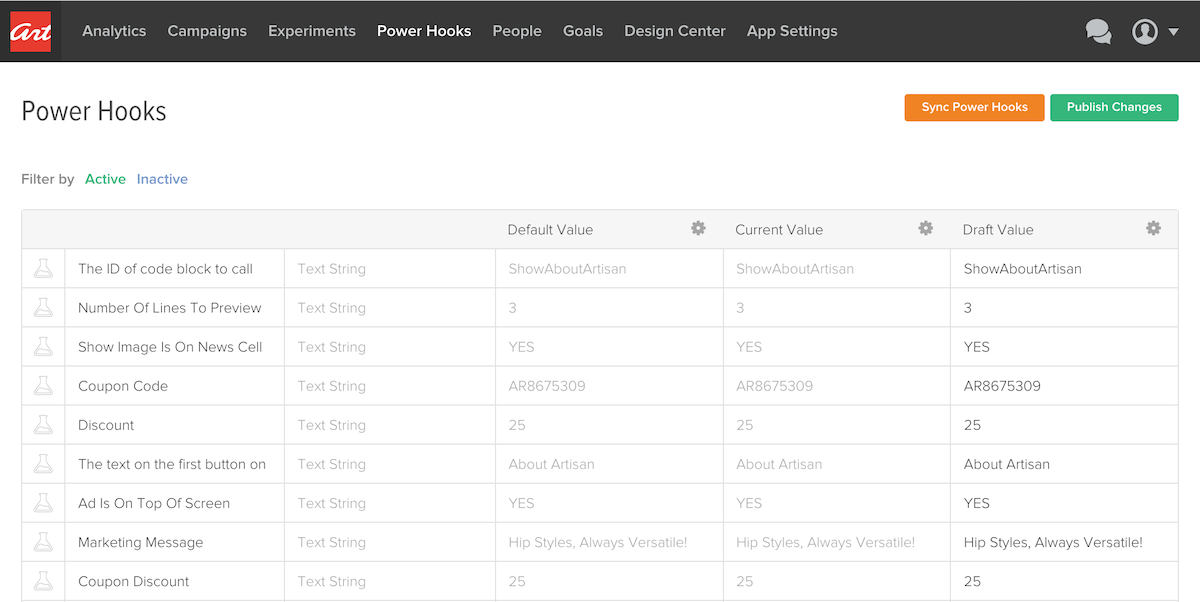 art Analytics Campaigns Experiments Power Hooks People Goals Design Center App Settings
Power Hooks Sync Power Hooks Publish Changes
Filter by Active Inactive
Default Value Current Value Draft Value
The ID of code block to call Text String ShowAboutArtisan ShowAboutArtisan ShowAboutArtisan
Number Of Lines To Preview Text String 3 3 3
Show Image Is On News Cell Text String YES YES YES
Coupon Code Text String AR8675309 AR8675309 AR8675309
Discount Text String 25 25 25
The text on the first button on Text String About Artisan About Artisan About Artisan
Ad Is On Top Of Screen Text String YES YES YES
Marketing Message Text String Hip Styles, Always Versatile! Hip Styles, Always Versatile! Hip Styles, Always Versatile!
Coupon Discount Text String 25 25 25